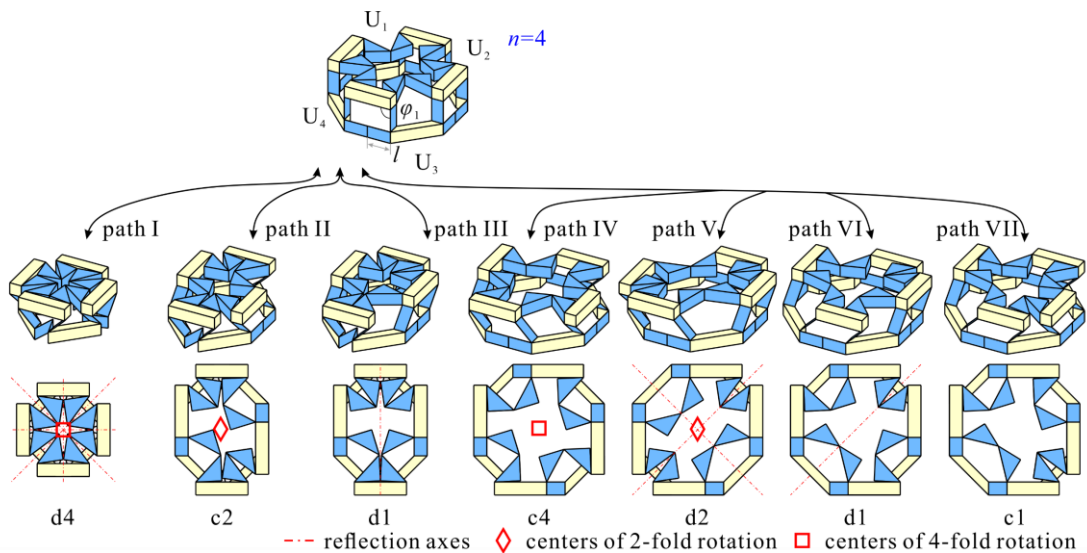 U1
n=4
U2
U4
φ1
l
U3
path I path II path III path IV path V path VI path VII
d4 c2 d1 c4 d2 d1 c1
reflection axes centers of 2-fold rotation centers of 4-fold rotation